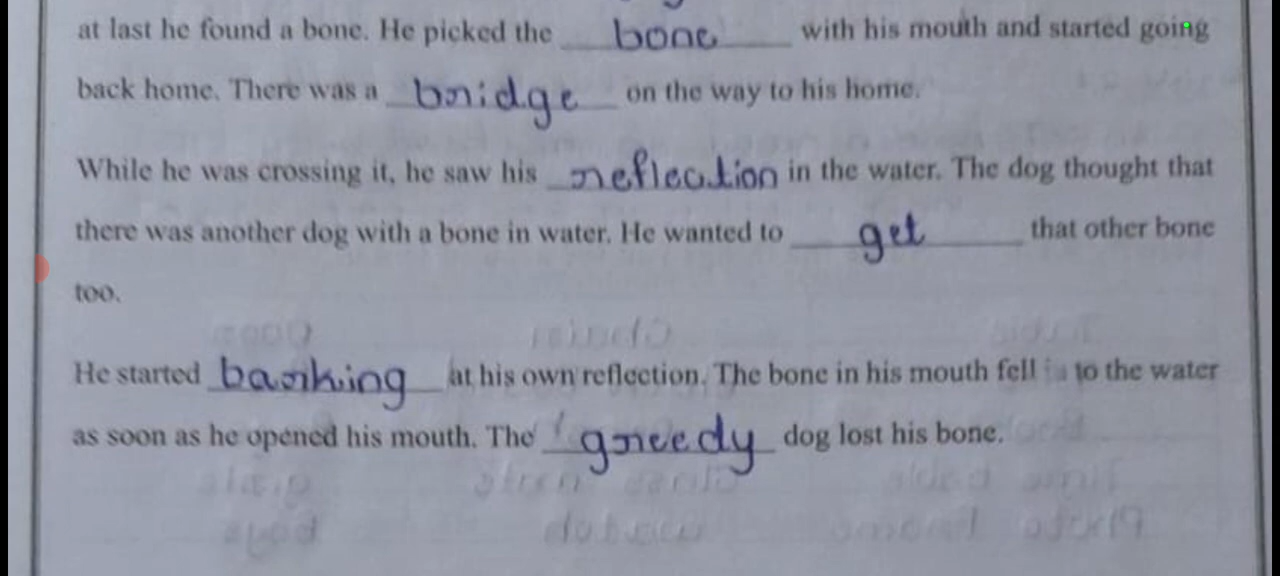 at last he found a bone. He picked the bone with his mouth and started going
back home. There was a bridge on the way to his home.
While he was crossing it, he saw his reflection in the water. The dog thought that
there was another dog with a bone in water. He wanted to get that other bone
too.
He started barking at his own reflection. The bone in his mouth fell in to the water
as soon as he opened his mouth. The greedy dog lost his bone.